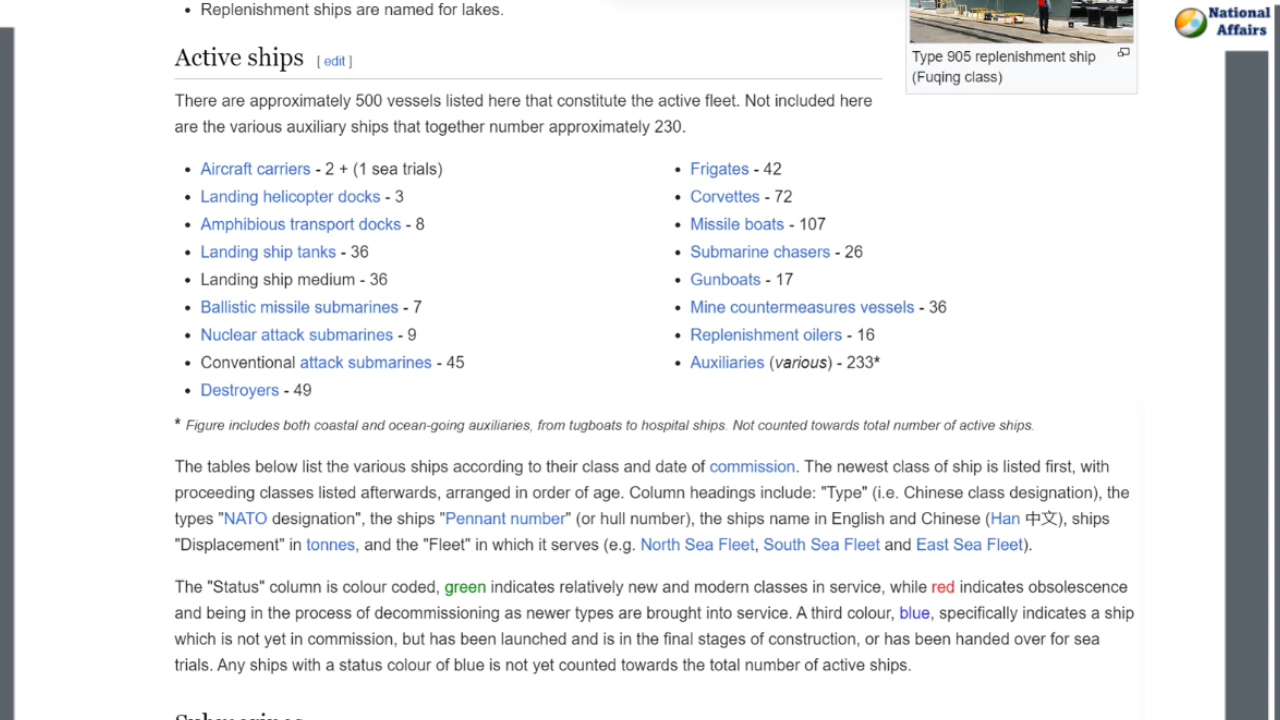 • Replenishment ships are named for lakes.
National
Affairs
Type 905 replenishment ship
(Fuqing class)
Active ships [ edit ]
There are approximately 500 vessels listed here that constitute the active fleet. Not included here
are the various auxiliary ships that together number approximately 230.
• Aircraft carriers - 2 + (1 sea trials)
• Landing helicopter docks - 3
• Amphibious transport docks - 8
• Landing ship tanks - 36
• Landing ship medium - 36
• Ballistic missile submarines - 7
• Nuclear attack submarines - 9
• Conventional attack submarines - 45
• Destroyers - 49
• Frigates - 42
• Corvettes - 72
• Missile boats - 107
• Submarine chasers - 26
• Gunboats - 17
• Mine countermeasures vessels - 36
• Replenishment oilers - 16
• Auxiliaries (various) - 233*
* Figure includes both coastal and ocean-going auxiliaries, from tugboats to hospital ships. Not counted towards total number of active ships.
The tables below list the various ships according to their class and date of commission. The newest class of ship is listed first, with
proceeding classes listed afterwards, arranged in order of age. Column headings include: "Type" (i.e. Chinese class designation), the
types "NATO designation", the ships "Pennant number" (or hull number), the ships name in English and Chinese (Han 中文), ships
"Displacement" in tonnes, and the "Fleet" in which it serves (e.g. North Sea Fleet, South Sea Fleet and East Sea Fleet).
The "Status" column is colour coded, green indicates relatively new and modern classes in service, while red indicates obsolescence
and being in the process of decommissioning as newer types are brought into service. A third colour, blue, specifically indicates a ship
which is not yet in commission, but has been launched and is in the final stages of construction, or has been handed over for sea
trials. Any ships with a status colour of blue is not yet counted towards the total number of active ships.